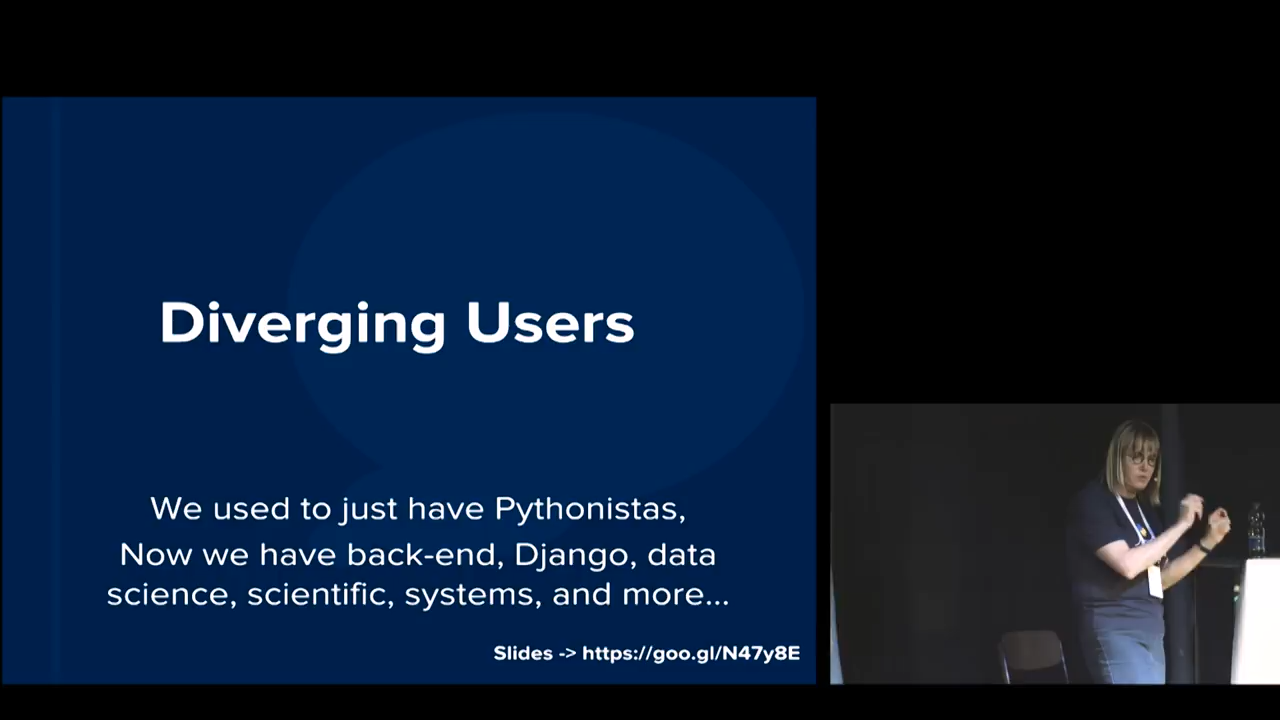 Diverging Users
We used to just have Pythonistas,
Now we have back-end, Django, data
science, scientific, systems, and more...
Slides -> https://goo.gl/N47y8E